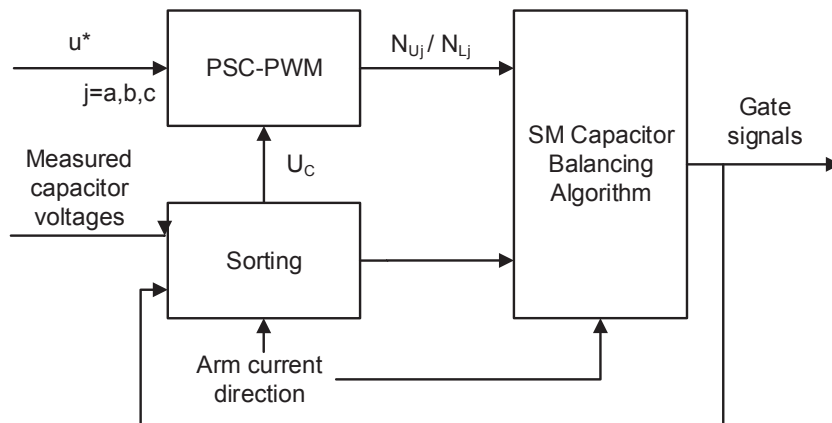 u*
PSC-PWM
N_Uj / N_Lj
j=a,b,c
SM Capacitor
Balancing
Algorithm
Gate
signals
Measured
capacitor
voltages
U_C
Sorting
Arm current
direction